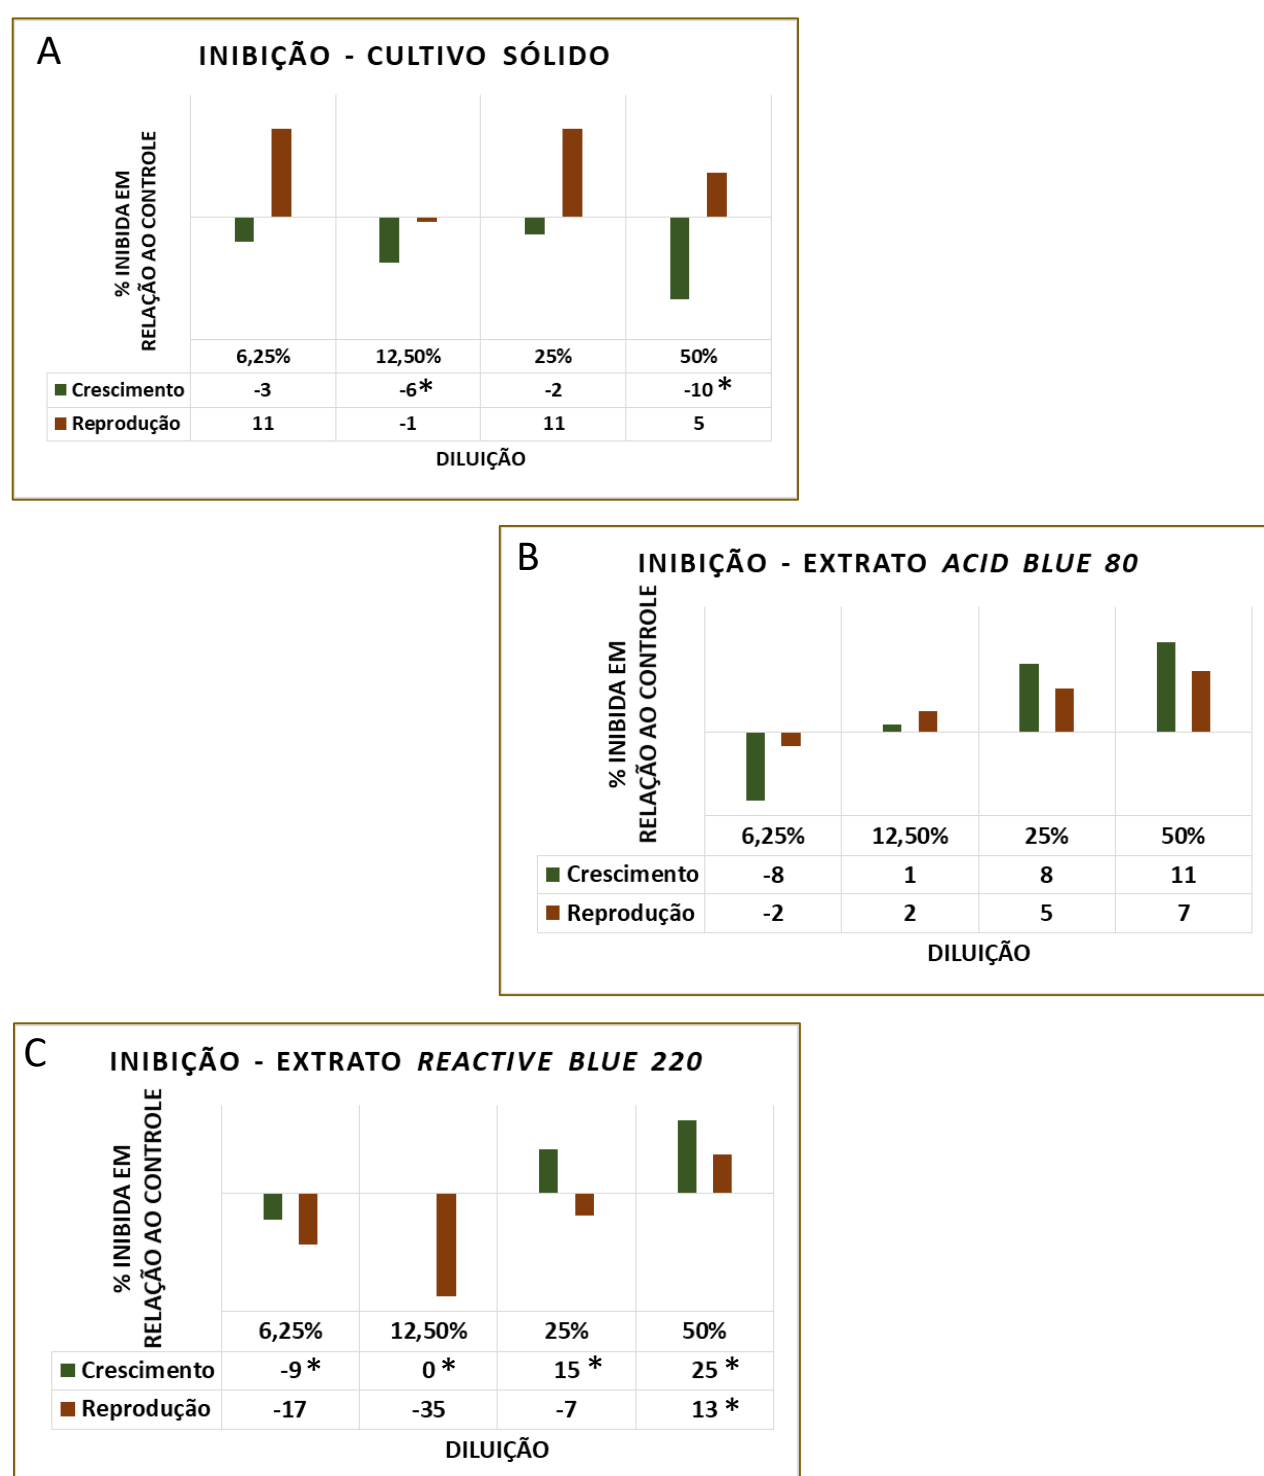 A
INIBIÇÃO - CULTIVO SÓLIDO
% INIBIDA EM
RELAÇÃO AO CONTROLE
6,25% 12,50% 25% 50%
Crescimento -3 -6* -2 -10*
Reprodução 11 -1 11 5
DILUIÇÃO
B
INIBIÇÃO - EXTRATO ACID BLUE 80
% INIBIDA EM
RELAÇÃO AO CONTROLE
6,25% 12,50% 25% 50%
Crescimento -8 1 8 11
Reprodução -2 2 5 7
DILUIÇÃO
C
INIBIÇÃO - EXTRATO REACTIVE BLUE 220
% INIBIDA EM
RELAÇÃO AO CONTROLE
6,25% 12,50% 25% 50%
Crescimento -9* 0* 15* 25*
Reprodução -17 -35 -7 13*
DILUIÇÃO